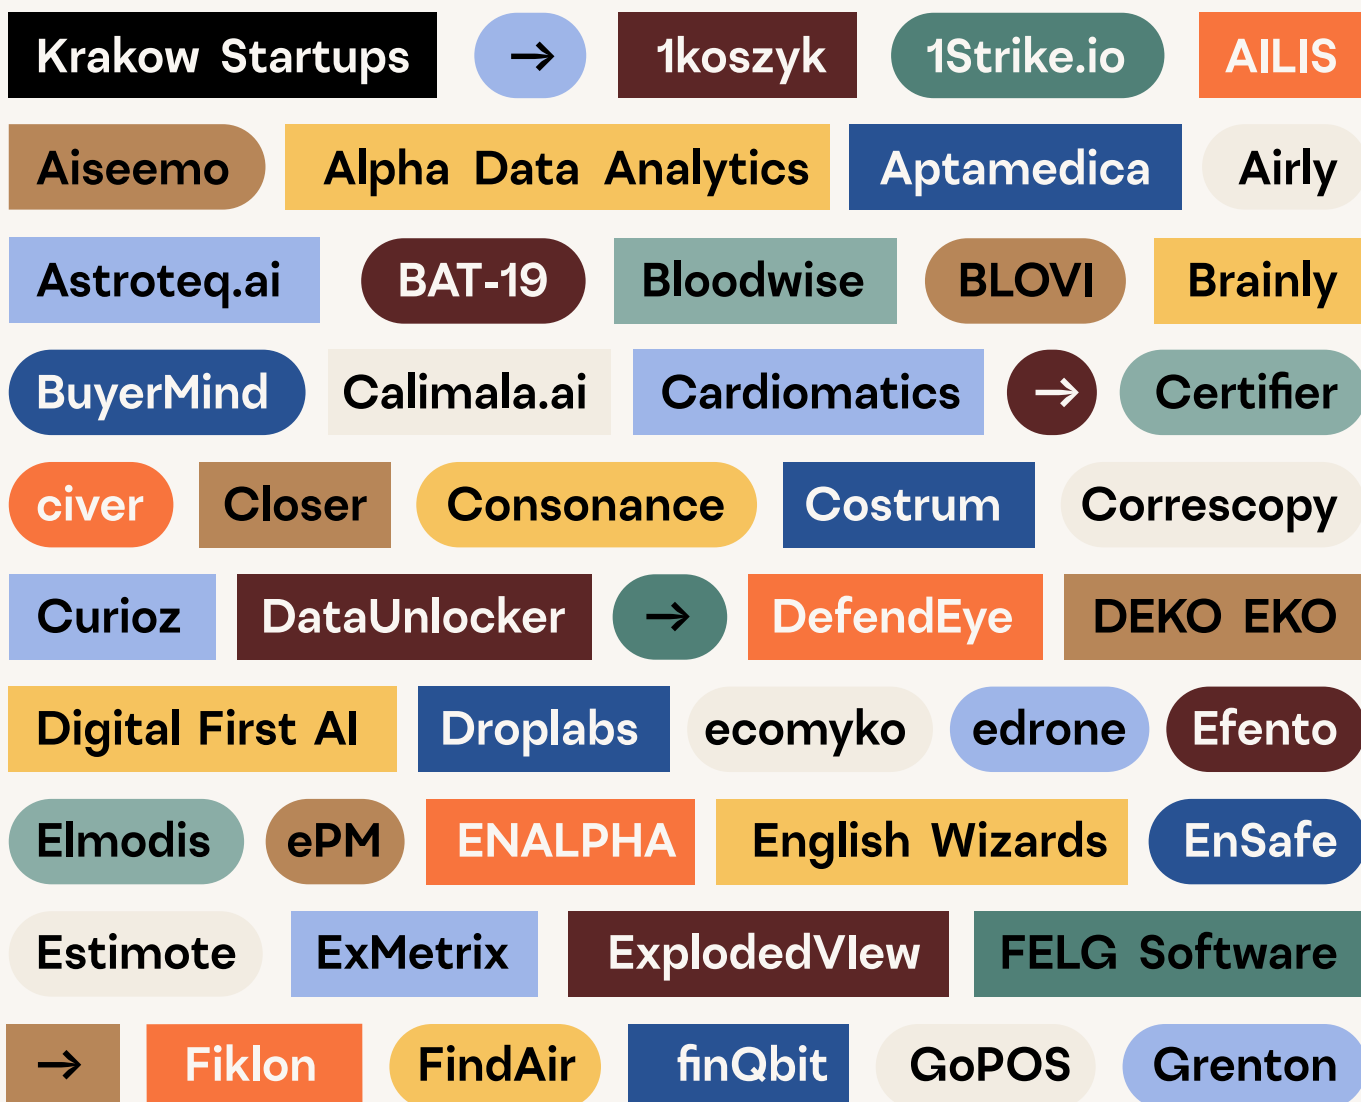 Krakow Startups → 1koszyk 1Strike.io AILIS
Aiseemo Alpha Data Analytics Aptamedica Airly
Astroteq.ai BAT-19 Bloodwise BLOVI Brainly
BuyerMind Calimala.ai Cardiomatics → Certifier
civer Closer Consonance Costrum Correscopy
Curioz DataUnlocker → DefendEye DEKO EKO
Digital First AI Droplabs ecomyko edrone Efento
Elmodis ePM ENALPHA English Wizards EnSafe
Estimote ExMetrix ExplodedVIew FELG Software
→ Fiklon FindAir finQbit GoPOS Grenton